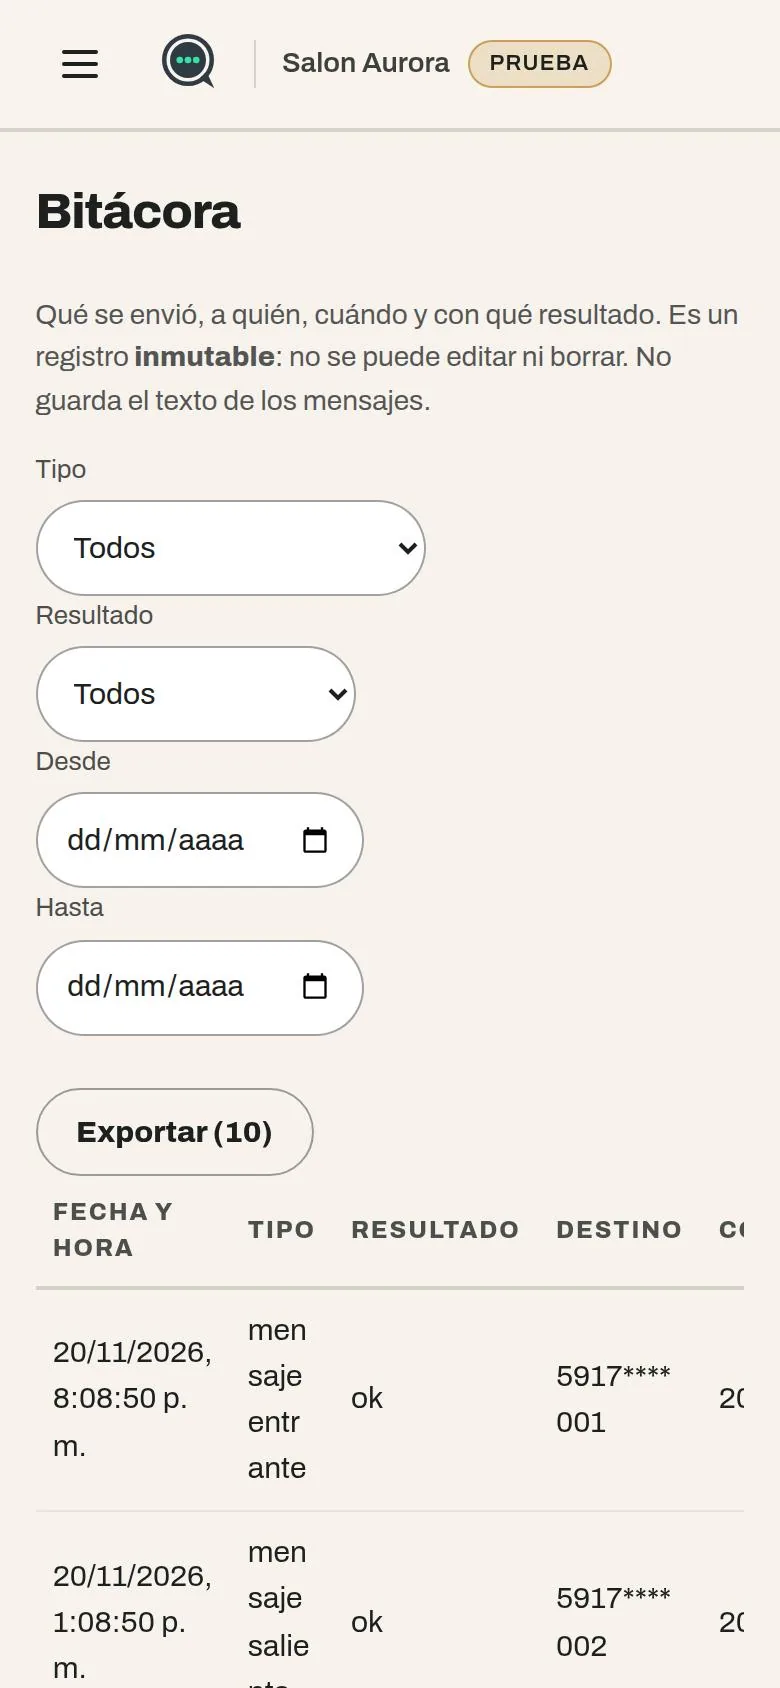 Salon Aurora PRUEBA
Bitácora
Qué se envió, a quién, cuándo y con qué resultado. Es un
registro inmutable: no se puede editar ni borrar. No
guarda el texto de los mensajes.
Tipo
Todos
Resultado
Todos
Desde
dd/mm/aaaa
Hasta
dd/mm/aaaa
Exportar (10)
FECHA Y
HORA
TIPO
RESULTADO
DESTINO
20/11/2026,
8:08:50 p.
m.
men
saje
entr
ante
ok
5917****
001
20
20/11/2026,
1:08:50 p.
m.
men
saje
salie
ok
5917****
002
20